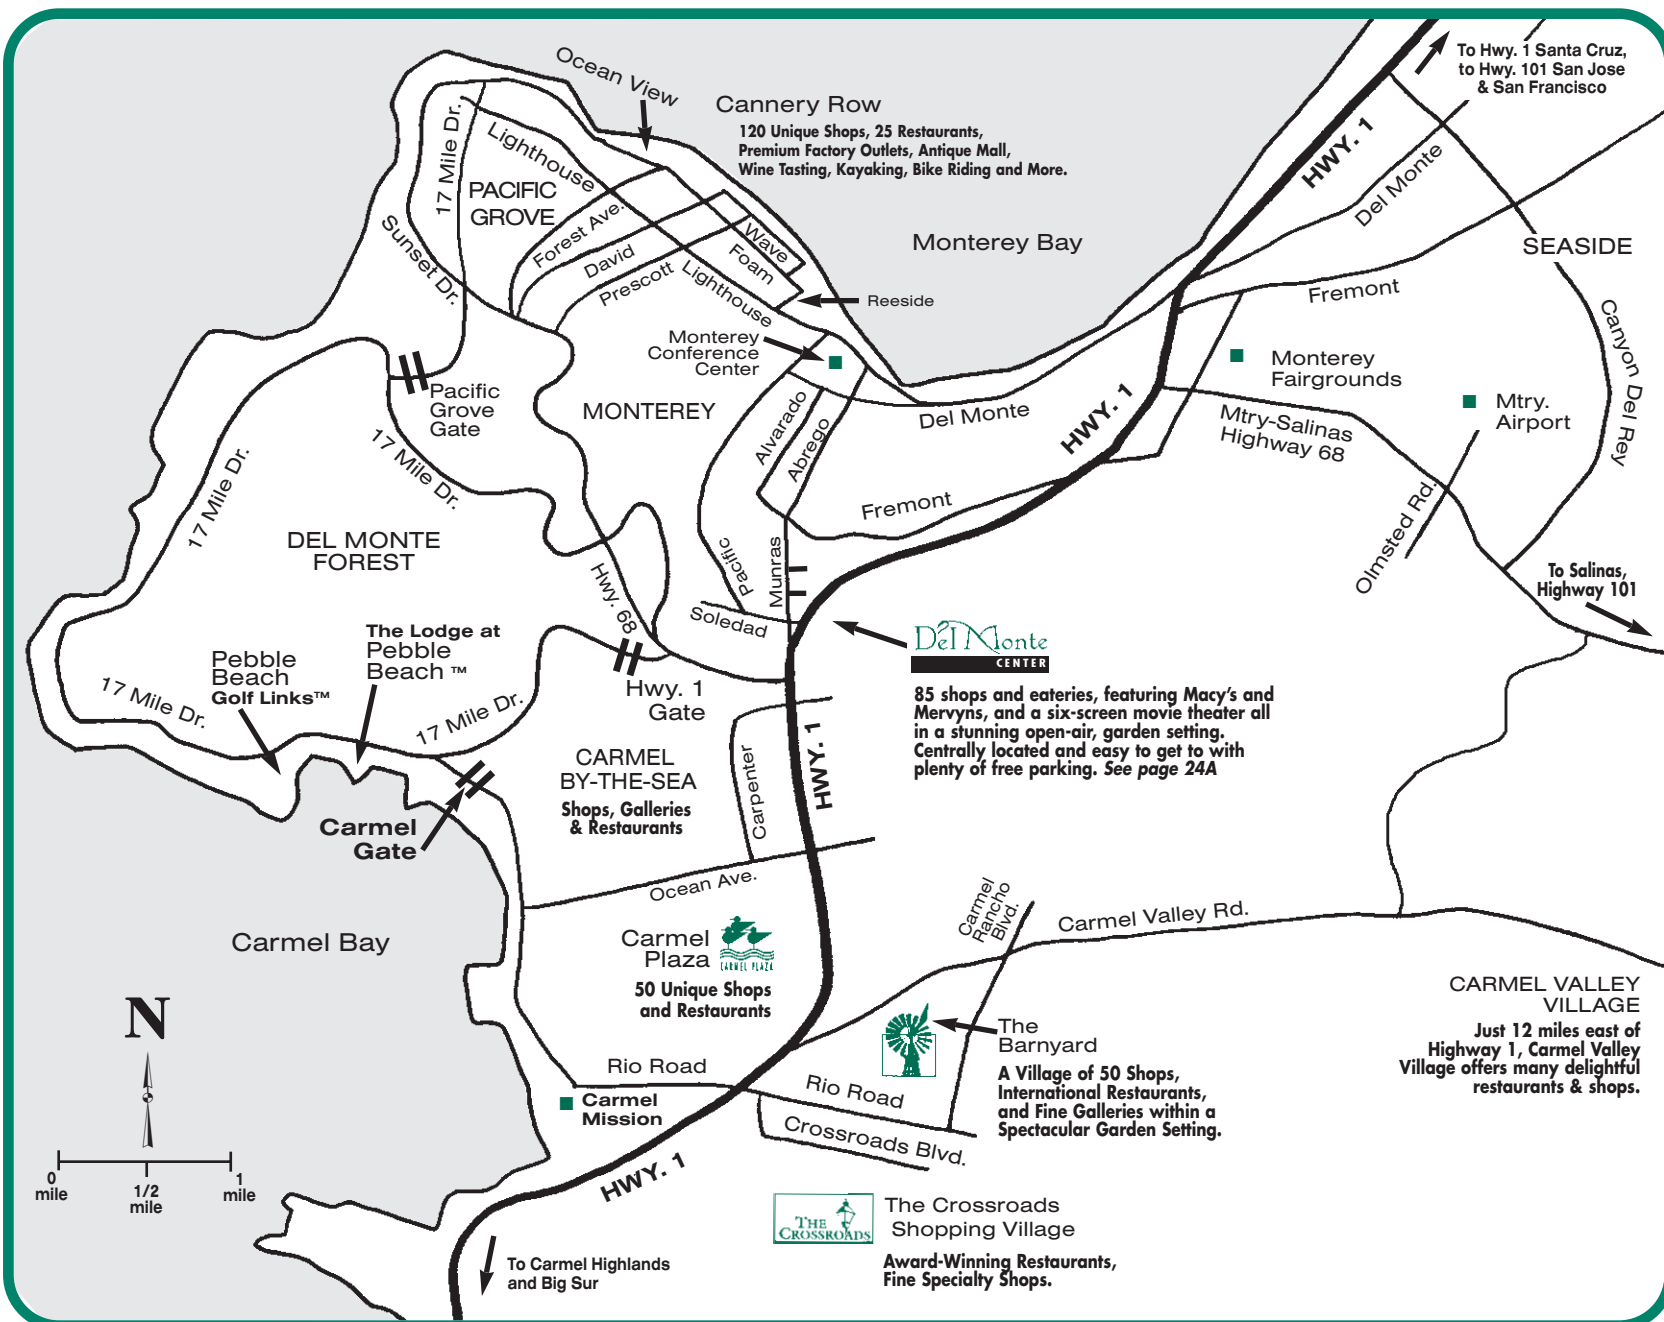 To Hwy. 1 Santa Cruz,
to Hwy. 101 San Jose
& San Francisco
Ocean View
Cannery Row
120 Unique Shops, 25 Restaurants,
Premium Factory Outlets, Antique Mall,
Wine Tasting, Kayaking, Bike Riding and More.
17 Mile Dr.
Lighthouse
PACIFIC
GROVE
Sunset Dr.
Forest Ave.
David
Prescott
Wave
Foam
Lighthouse
Reeside
Monterey Bay
HWY. 1
Del Monte
SEASIDE
Fremont
Canyon Del Rey
Monterey
Conference
Center
Monterey
Fairgrounds
Mtry.
Airport
Pacific
Grove
Gate
MONTEREY
Alvarado
Abrego
Del Monte
HWY. 1
Mtry-Salinas
Highway 68
17 Mile Dr.
17 Mile Dr.
Fremont
Olmsted Rd.
DEL MONTE
FOREST
Pacific
Munras
Hwy. 68
Soledad
To Salinas,
Highway 101
Del Monte
CENTER
85 shops and eateries, featuring Macy's and
Mervyns, and a six-screen movie theater all
in a stunning open-air, garden setting.
Centrally located and easy to get to with
plenty of free parking. See page 24A
The Lodge at
Pebble
Beach ™
Pebble
Beach
Golf Links™
17 Mile Dr.
17 Mile Dr.
Hwy. 1
Gate
CARMEL
BY-THE-SEA
Shops, Galleries
& Restaurants
Carpenter
HWY. 1
Carmel
Gate
Ocean Ave.
Carmel
Rancho
Blvd.
Carmel Valley Rd.
Carmel Bay
Carmel
Plaza
CARMEL PLAZA
50 Unique Shops
and Restaurants
CARMEL VALLEY
VILLAGE
Just 12 miles east of
Highway 1, Carmel Valley
Village offers many delightful
restaurants & shops.
N
The
Barnyard
A Village of 50 Shops,
International Restaurants,
and Fine Galleries within a
Spectacular Garden Setting.
Rio Road
Rio Road
Carmel
Mission
Crossroads Blvd.
HWY. 1
0
mile
1/2
mile
1
mile
THE
CROSSROADS
The Crossroads
Shopping Village
Award-Winning Restaurants,
Fine Specialty Shops.
To Carmel Highlands
and Big Sur